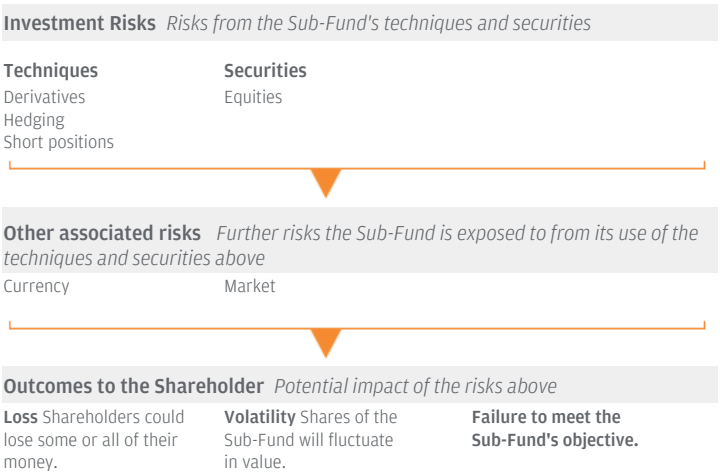 Investment Risks Risks from the Sub-Fund's techniques and securities
Techniques
Derivatives
Hedging
Short positions
Securities
Equities
Other associated risks Further risks the Sub-Fund is exposed to from its use of the
techniques and securities above
Currency
Market
Outcomes to the Shareholder Potential impact of the risks above
Loss Shareholders could
lose some or all of their
money.
Volatility Shares of the
Sub-Fund will fluctuate
in value.
Failure to meet the
Sub-Fund's objective.